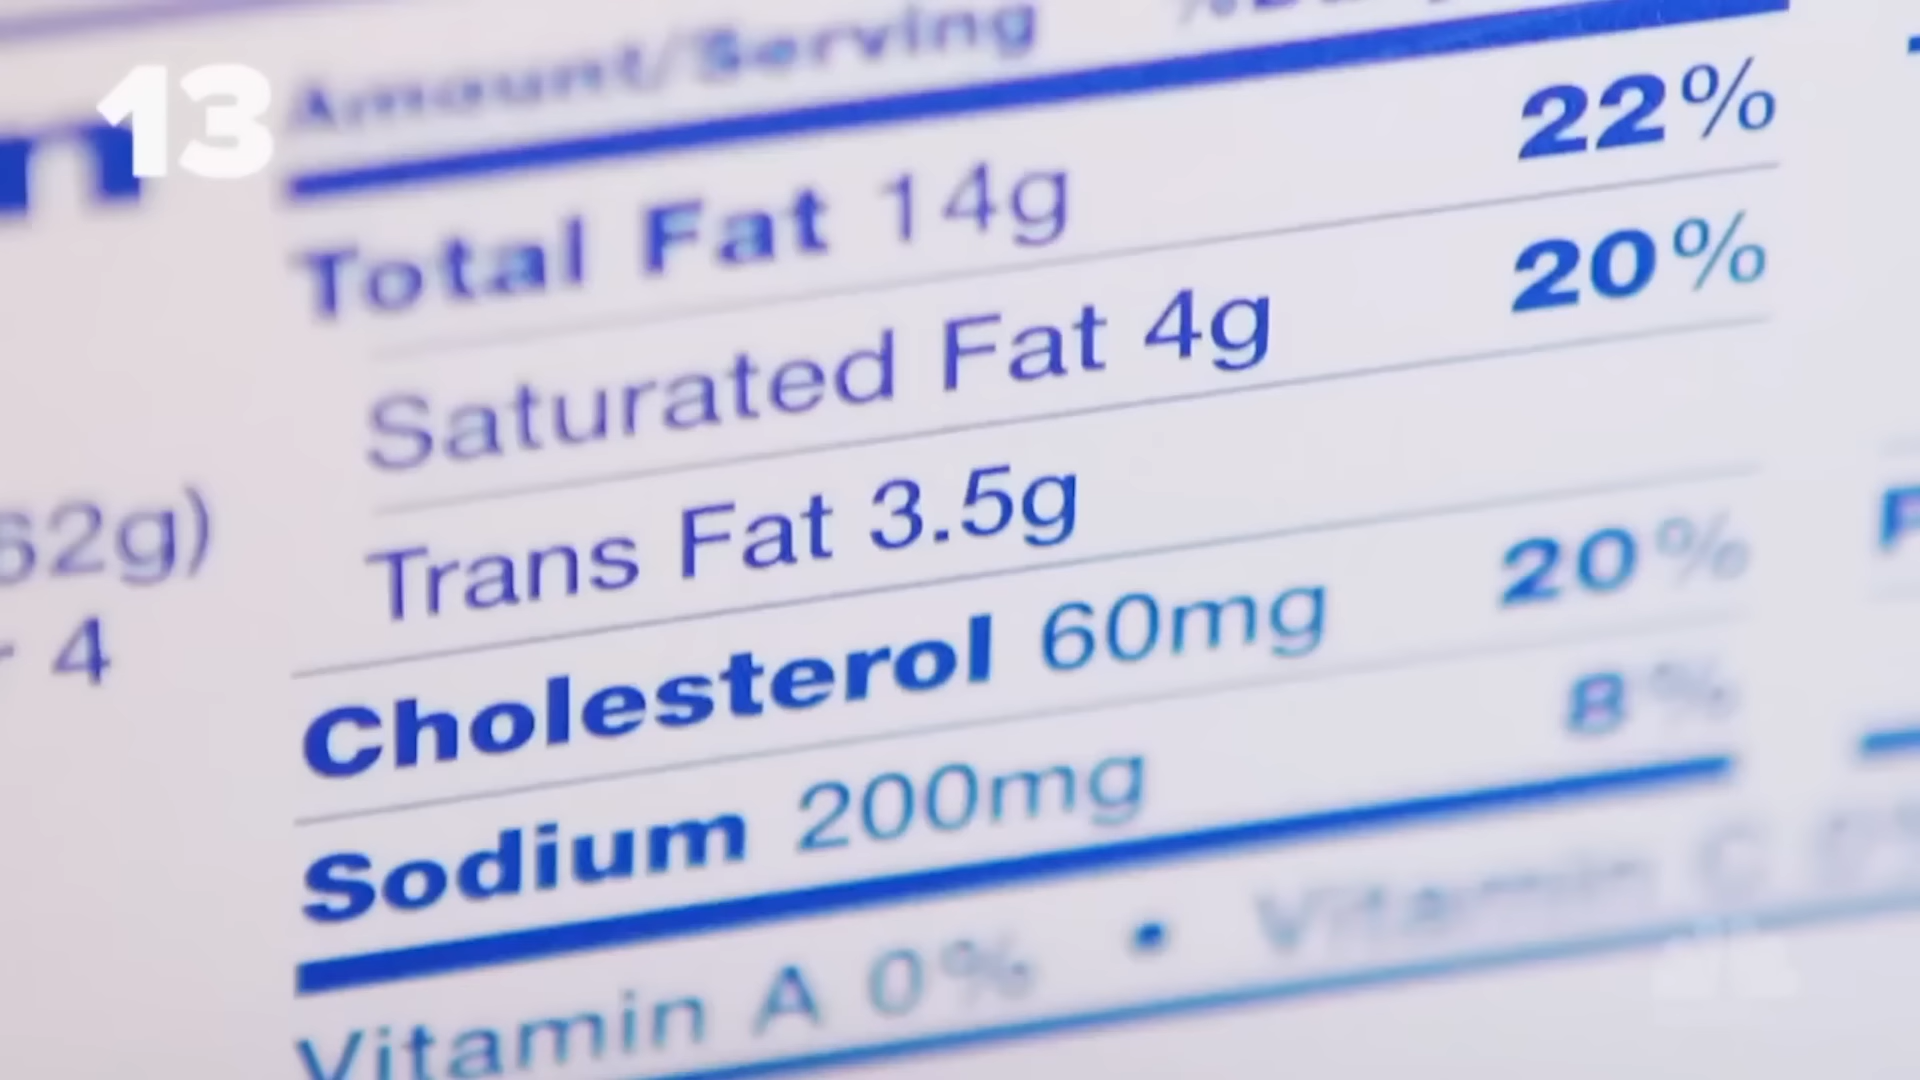 13
Amount/Serving
Total Fat 14g 22%
Saturated Fat 4g 20%
Trans Fat 3.5g
Cholesterol 60mg 20%
Sodium 200mg 8%
Vitamin A 0% • Vitamin C
62g)
4